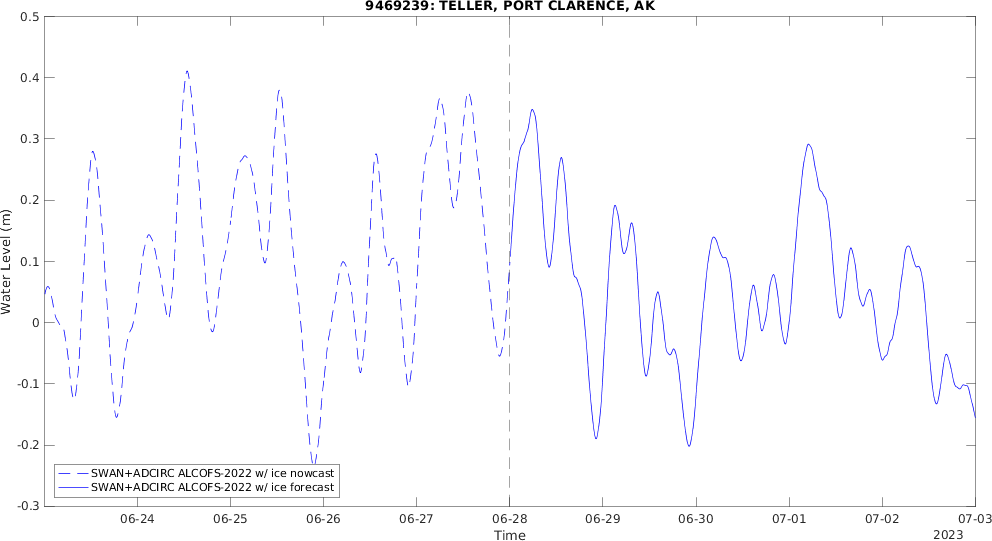 9469239: TELLER, PORT CLARENCE, AK
0.5
0.4
0.3
0.2
0.1
0
-0.1
-0.2
-0.3
Water Level (m)
SWAN+ADCIRC ALCOFS-2022 w/ ice nowcast
SWAN+ADCIRC ALCOFS-2022 w/ ice forecast
06-24 06-25 06-26 06-27 06-28 06-29 06-30 07-01 07-02 07-03
Time
2023